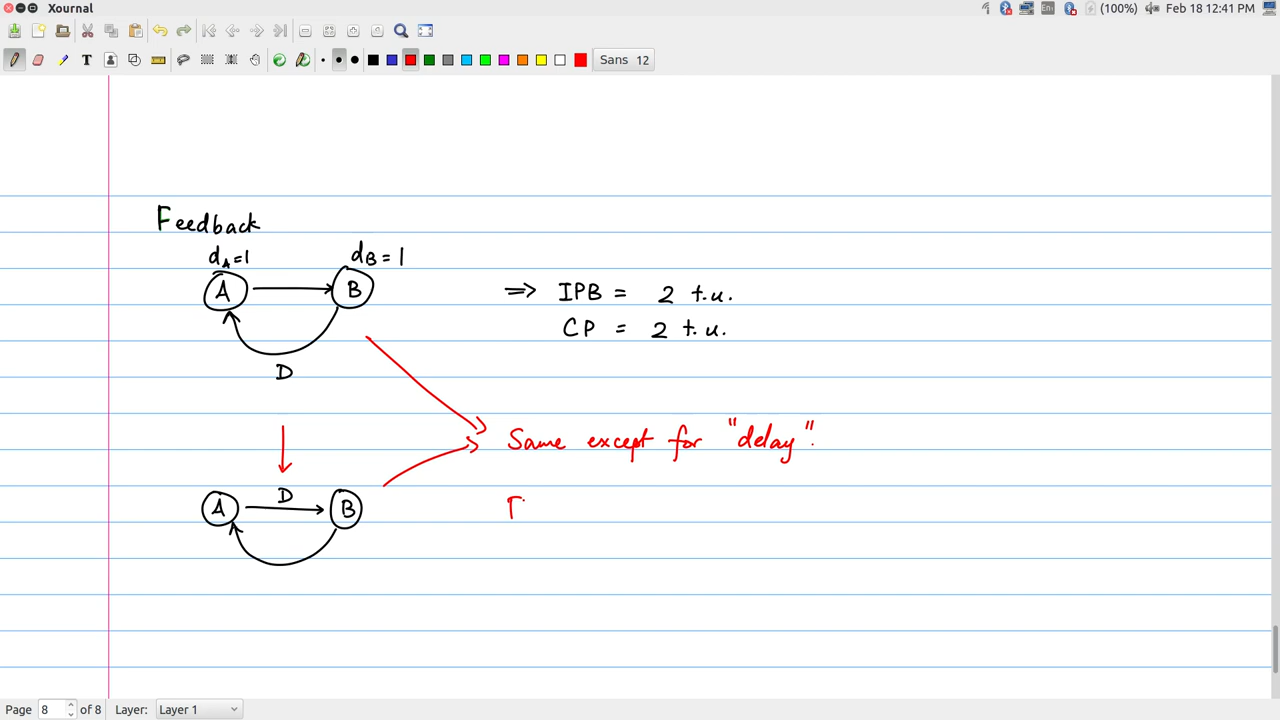 Xournal
(100%) Feb 18 12:41 PM
Sans 12
Feedback
dA=1
dB = 1
A
B
D
⇒ IPB = 2 t.u.
CP = 2 t.u.
Same except for "delay".
A
D
B
Page 8 of 8 Layer: Layer 1